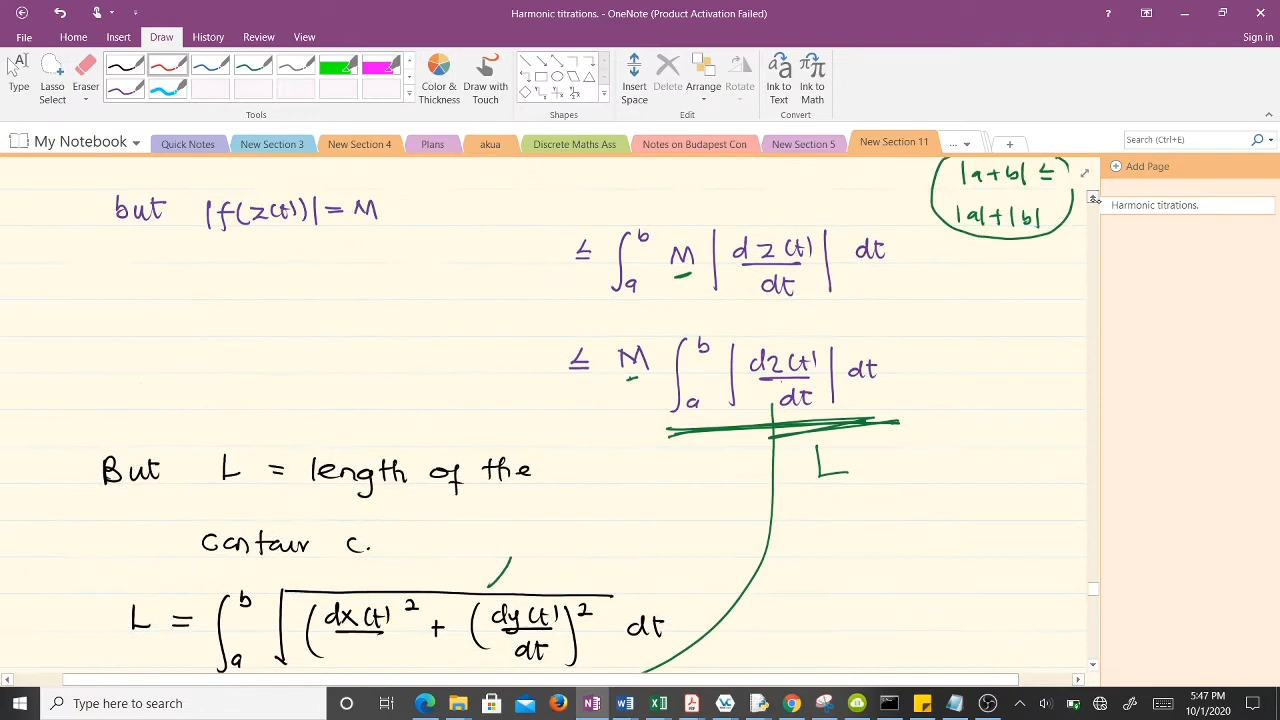 Harmonic titrations. - OneNote (Product Activation Failed)
File Home Insert Draw History Review View Sign in
Type Lasso Select Eraser Color & Thickness Draw with Touch Insert Space Delete Arrange Rotate Ink to Text Ink to Math
Tools Shapes Edit Convert
My Notebook Quick Notes New Section 3 New Section 4 Plans akua Discrete Maths Ass Notes on Budapest Con New Section 5 New Section 11 ... Search (Ctrl+E)
Add Page
Harmonic titrations.
|a+b| ≤
|a|+|b|
but |f(z(t))| = M
≤ ∫_a^b M |dz(t)/dt| dt
≤ M ∫_a^b |dz(t)/dt| dt
L
But L = length of the
contour c.
L = ∫_a^b √((dx(t)^2 + (dy(t)/dt)^2 dt
Type here to search
5:47 PM
10/1/2020